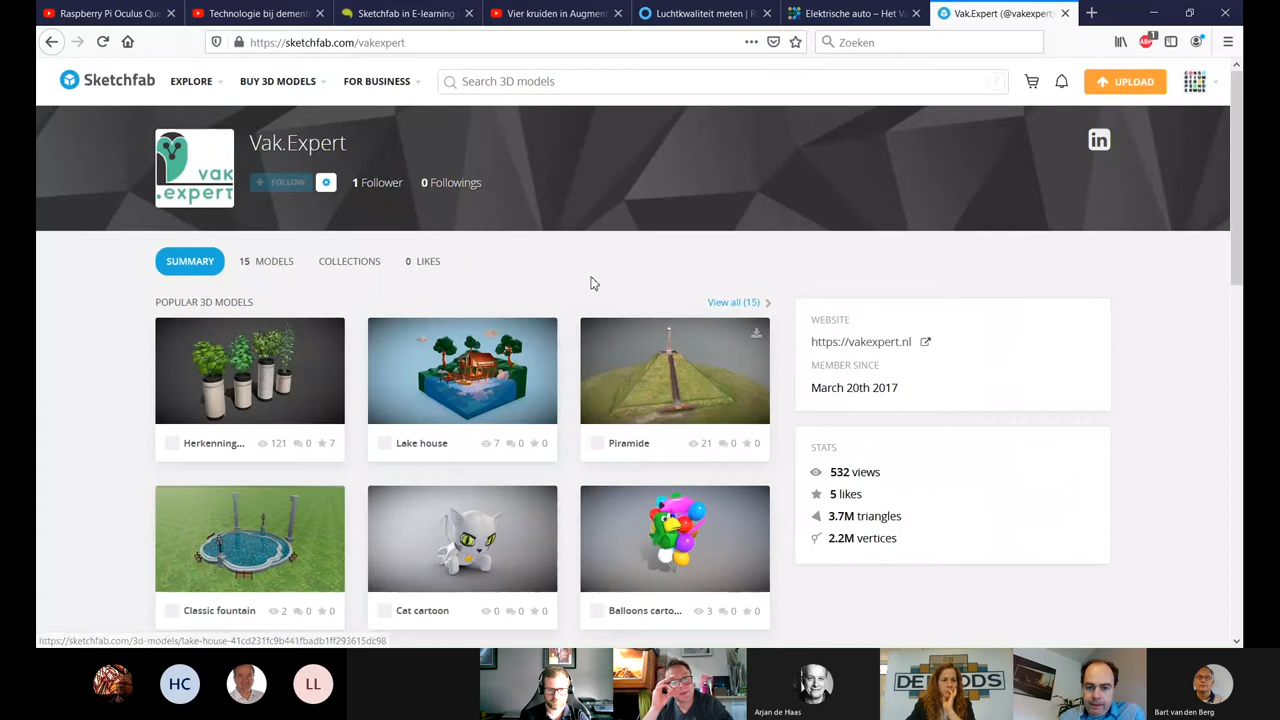 Raspberry Pi Oculus Que
Technologie bij dement
Sketchfab in E-learning
Vier kruiden in Augment
Luchtkwaliteit meten | R
Elektrische auto – Het V
Vak.Expert (@vakexpert)
https://sketchfab.com/vakexpert
Zoeken
Sketchfab
EXPLORE
BUY 3D MODELS
FOR BUSINESS
Search 3D models
/
UPLOAD
vak
.expert
Vak.Expert
+ FOLLOW
1 Follower
0 Followings
in
SUMMARY
15 MODELS
COLLECTIONS
0 LIKES
POPULAR 3D MODELS
View all (15)
Herkenning... 121 0 7
Lake house 7 0 0
Piramide 21 0 0
Classic fountain 2 0 0
Cat cartoon 0 0 0
Balloons carto... 3 0 0
WEBSITE
https://vakexpert.nl
MEMBER SINCE
March 20th 2017
STATS
532 views
5 likes
3.7M triangles
2.2M vertices
https://sketchfab.com/3d-models/lake-house-41cd231fc9b441fbadb1ff293615dc98
HC
LL
Arjan de Haas
Bart van den Berg